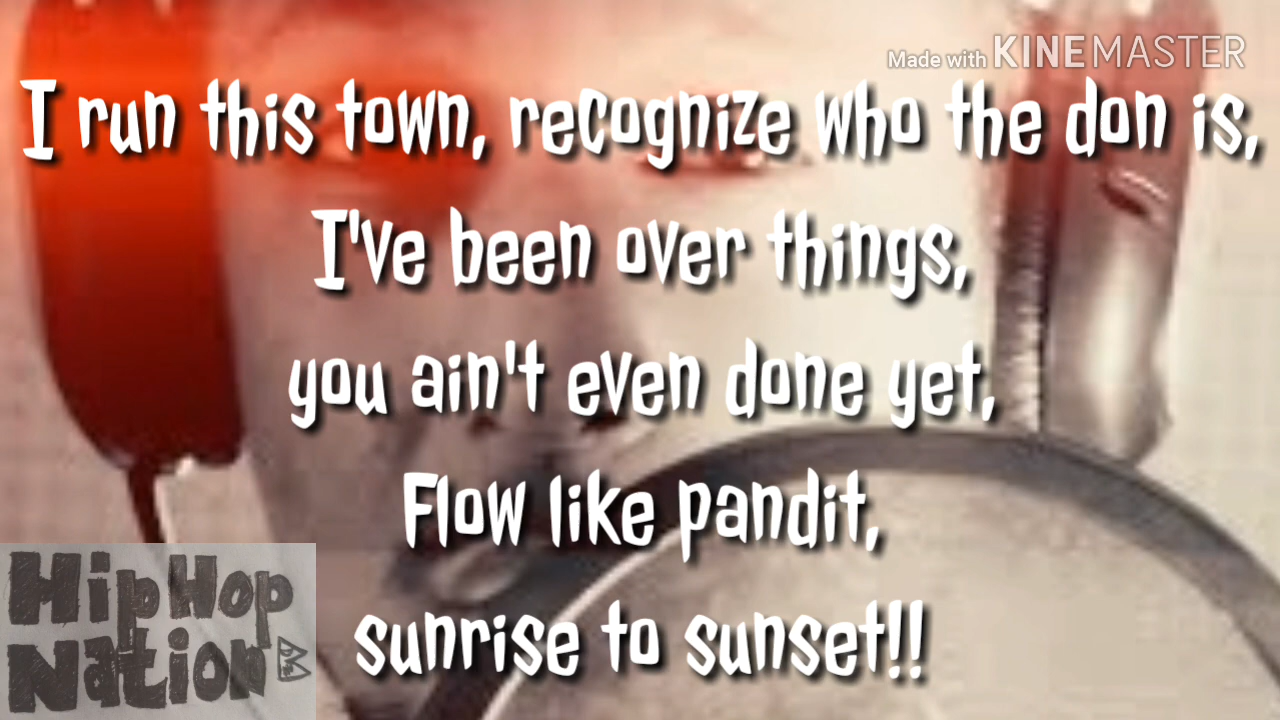 Made with KINEMASTER
I run this town, recognize who the don is,
I've been over things,
you ain't even done yet,
Flow like pandit,
sunrise to sunset!!
HipHop
Nation